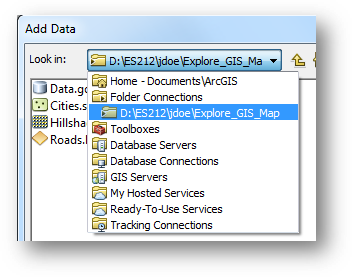 Add Data
Look in: D:\ES212\jdoe\Explore_GIS_Ma
Home - Documents\ArcGIS
Folder Connections
D:\ES212\jdoe\Explore_GIS_Map
Toolboxes
Database Servers
Database Connections
GIS Servers
My Hosted Services
Ready-To-Use Services
Tracking Connections
Data.g
Cities.s
Hillsha
Roads.